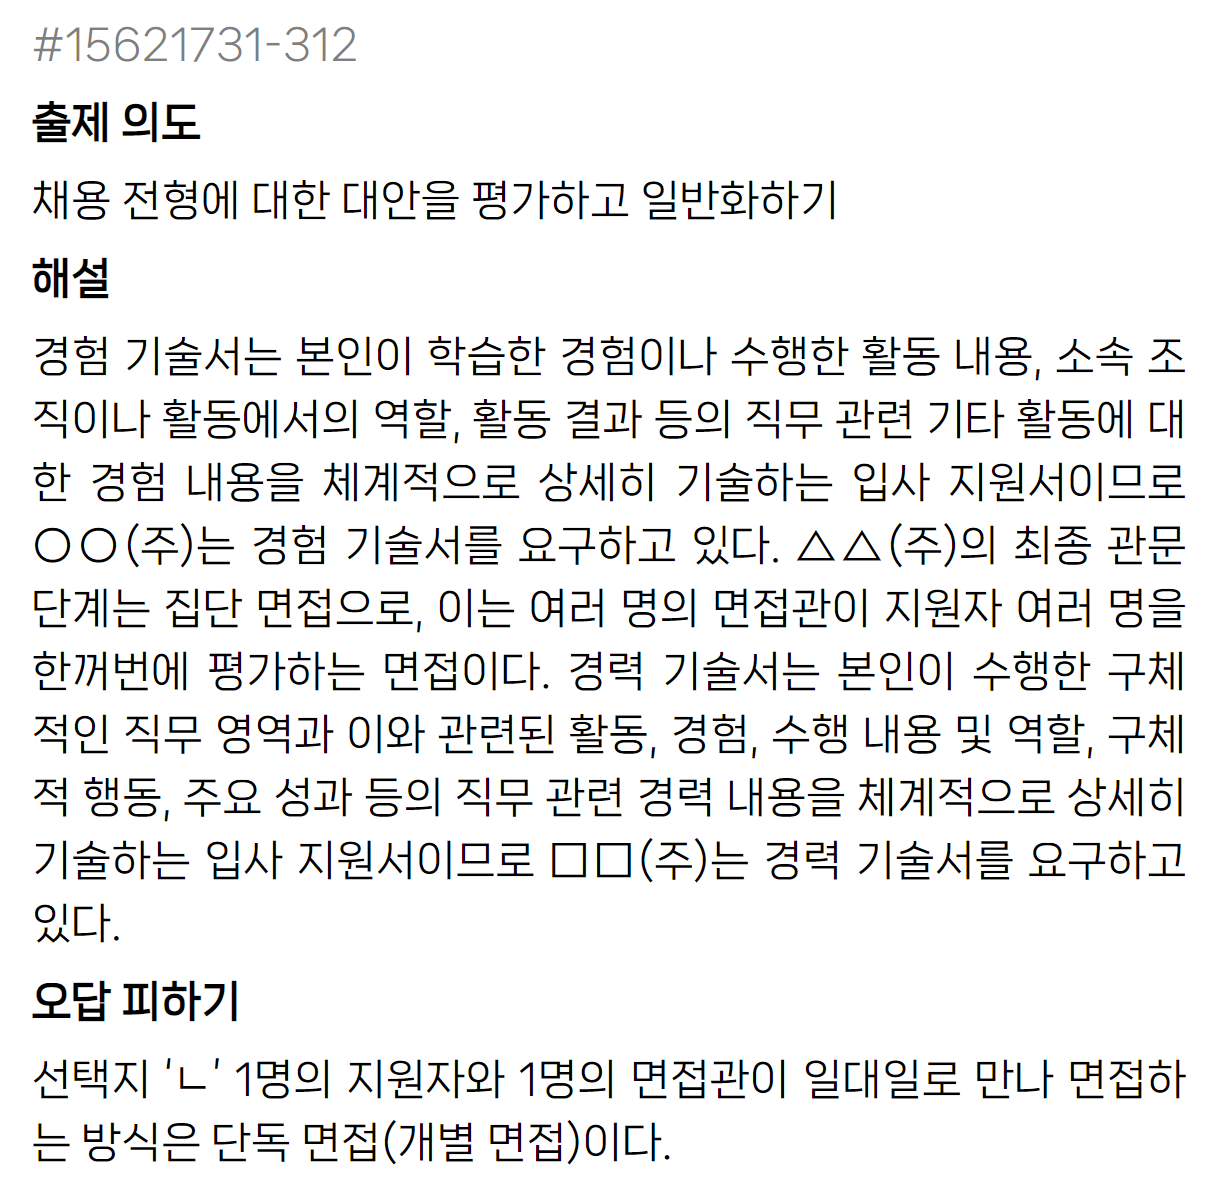 #15621731-312
출제 의도
채용 전형에 대한 대안을 평가하고 일반화하기
해설
경험 기술서는 본인이 학습한 경험이나 수행한 활동 내용, 소속 조
직이나 활동에서의 역할, 활동 결과 등의 직무 관련 기타 활동에 대
한 경험 내용을 체계적으로 상세히 기술하는 입사 지원서이므로
○○(주)는 경험 기술서를 요구하고 있다. △△(주)의 최종 관문
단계는 집단 면접으로, 이는 여러 명의 면접관이 지원자 여러 명을
한꺼번에 평가하는 면접이다. 경력 기술서는 본인이 수행한 구체
적인 직무 영역과 이와 관련된 활동, 경험, 수행 내용 및 역할, 구체
적 행동, 주요 성과 등의 직무 관련 경력 내용을 체계적으로 상세히
기술하는 입사 지원서이므로 □□(주)는 경력 기술서를 요구하고
있다.
오답 피하기
선택지 ‘ㄴ’ 1명의 지원자와 1명의 면접관이 일대일로 만나 면접하
는 방식은 단독 면접(개별 면접)이다.